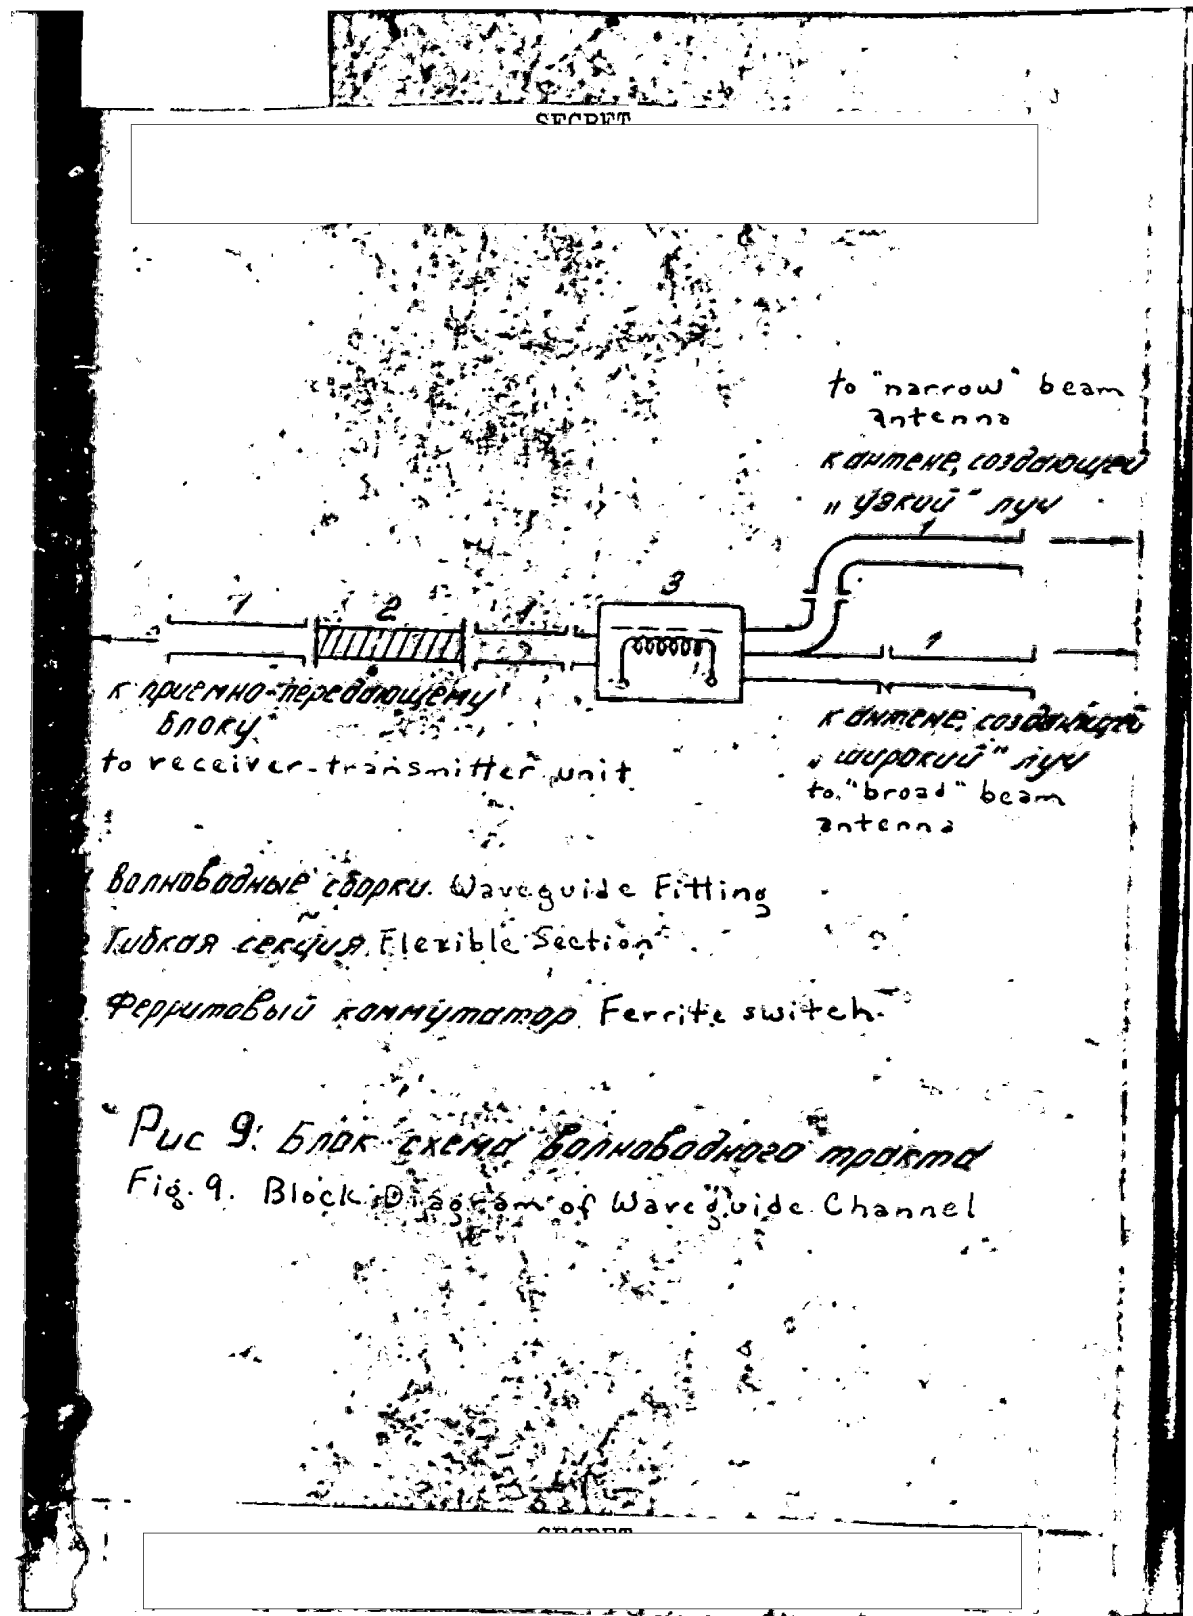 SECRET
to "narrow" beam
antenna
к антене, создающей
„узкий" луч
1
3
1 2 1
1
к приемно-передающему
блоку
to receiver-transmitter unit
к антене, создающей
„широкий" луч
to "broad" beam
antenna
Волноводные сборки. Waveguide Fitting
Гибкая секция. Flexible Section
Ферритовый коммутатор. Ferrite switch
Рис 9: Блок схема волноводного тракта
Fig. 9. Block Diagram of Waveguide Channel
SECRET